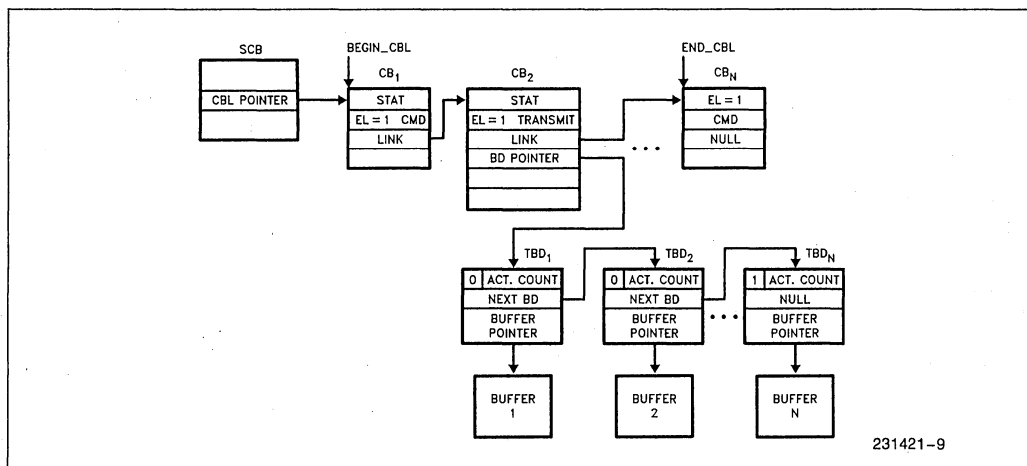 SCB
CBL POINTER
BEGIN_CBL
CB1
STAT
EL = 1 CMD
LINK
CB2
STAT
EL = 1 TRANSMIT
LINK
BD POINTER
• • •
END_CBL
CBN
EL = 1
CMD
NULL
TBD1
0 ACT. COUNT
NEXT BD
BUFFER
POINTER
BUFFER
1
TBD2
0 ACT. COUNT
NEXT BD
BUFFER
POINTER
BUFFER
2
• • •
TBDN
1 ACT. COUNT
NULL
BUFFER
POINTER
BUFFER
N
231421-9